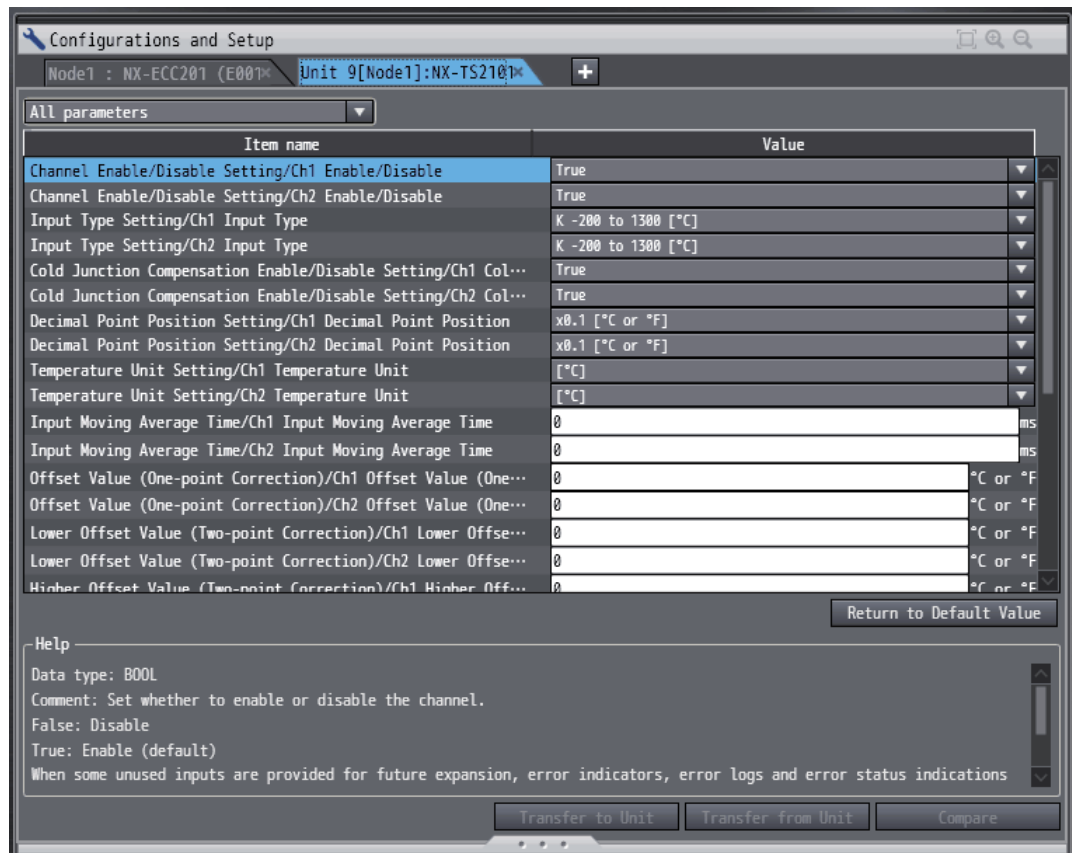 Configurations and Setup
Node1 : NX-ECC201 (E001
Unit 9[Node1]:NX-TS2101
All parameters
Item name Value
Channel Enable/Disable Setting/Ch1 Enable/Disable True
Channel Enable/Disable Setting/Ch2 Enable/Disable True
Input Type Setting/Ch1 Input Type K -200 to 1300 [°C]
Input Type Setting/Ch2 Input Type K -200 to 1300 [°C]
Cold Junction Compensation Enable/Disable Setting/Ch1 Col··· True
Cold Junction Compensation Enable/Disable Setting/Ch2 Col··· True
Decimal Point Position Setting/Ch1 Decimal Point Position x0.1 [°C or °F]
Decimal Point Position Setting/Ch2 Decimal Point Position x0.1 [°C or °F]
Temperature Unit Setting/Ch1 Temperature Unit [°C]
Temperature Unit Setting/Ch2 Temperature Unit [°C]
Input Moving Average Time/Ch1 Input Moving Average Time 0 ms
Input Moving Average Time/Ch2 Input Moving Average Time 0 ms
Offset Value (One-point Correction)/Ch1 Offset Value (One··· 0 °C or °F
Offset Value (One-point Correction)/Ch2 Offset Value (One··· 0 °C or °F
Lower Offset Value (Two-point Correction)/Ch1 Lower Offse··· 0 °C or °F
Lower Offset Value (Two-point Correction)/Ch2 Lower Offse··· 0 °C or °F
Higher Offset Value (Two-point Correction)/Ch1 Higher Off··· 0 °C or °F
Return to Default Value
Help
Data type: BOOL
Comment: Set whether to enable or disable the channel.
False: Disable
True: Enable (default)
When some unused inputs are provided for future expansion, error indicators, error logs and error status indications
Transfer to Unit Transfer from Unit Compare